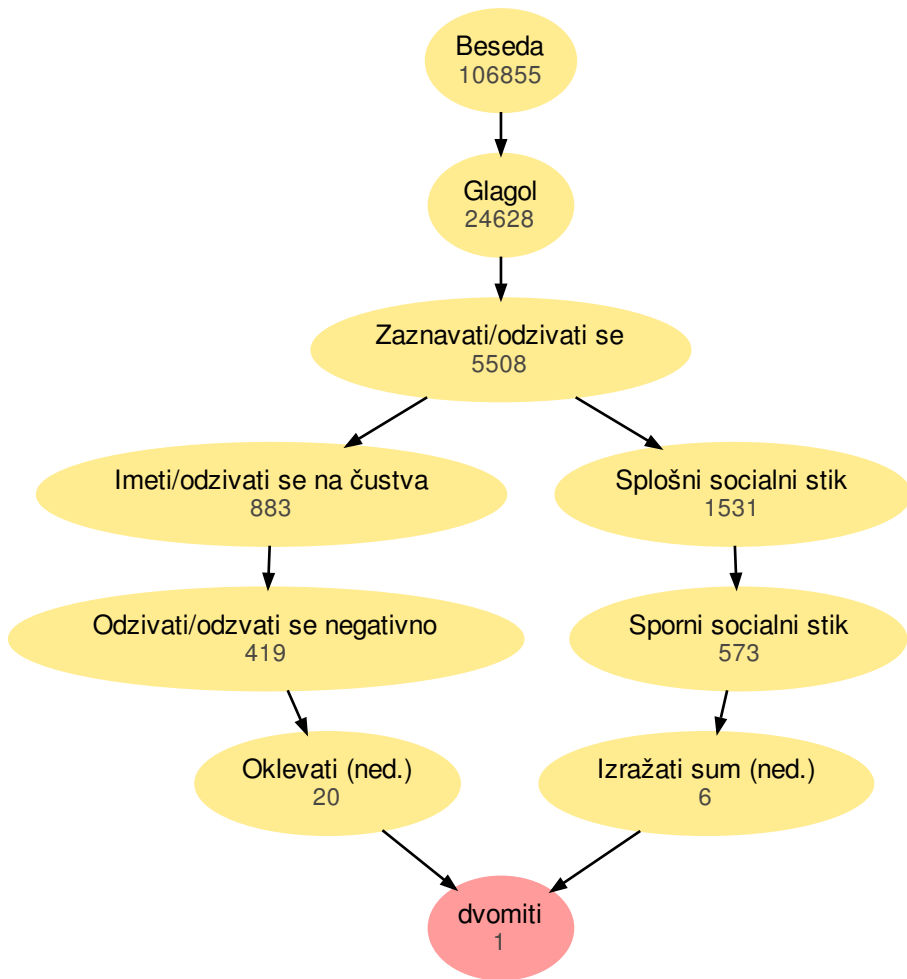 Beseda
106855
Glagol
24628
Zaznavati/odzivati se
5508
Imeti/odzivati se na čustva
883
Splošni socialni stik
1531
Odzivati/odzvati se negativno
419
Sporni socialni stik
573
Oklevati (ned.)
20
Izražati sum (ned.)
6
dvomiti
1